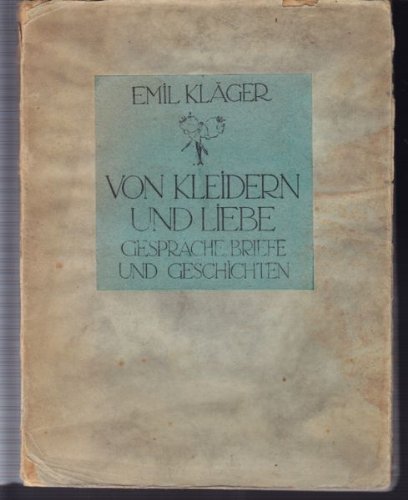 EMIL KLÄGER
VON KLEIDERN
UND LIEBE
GESPRÄCHE BRIEFE
UND GESCHICHTEN